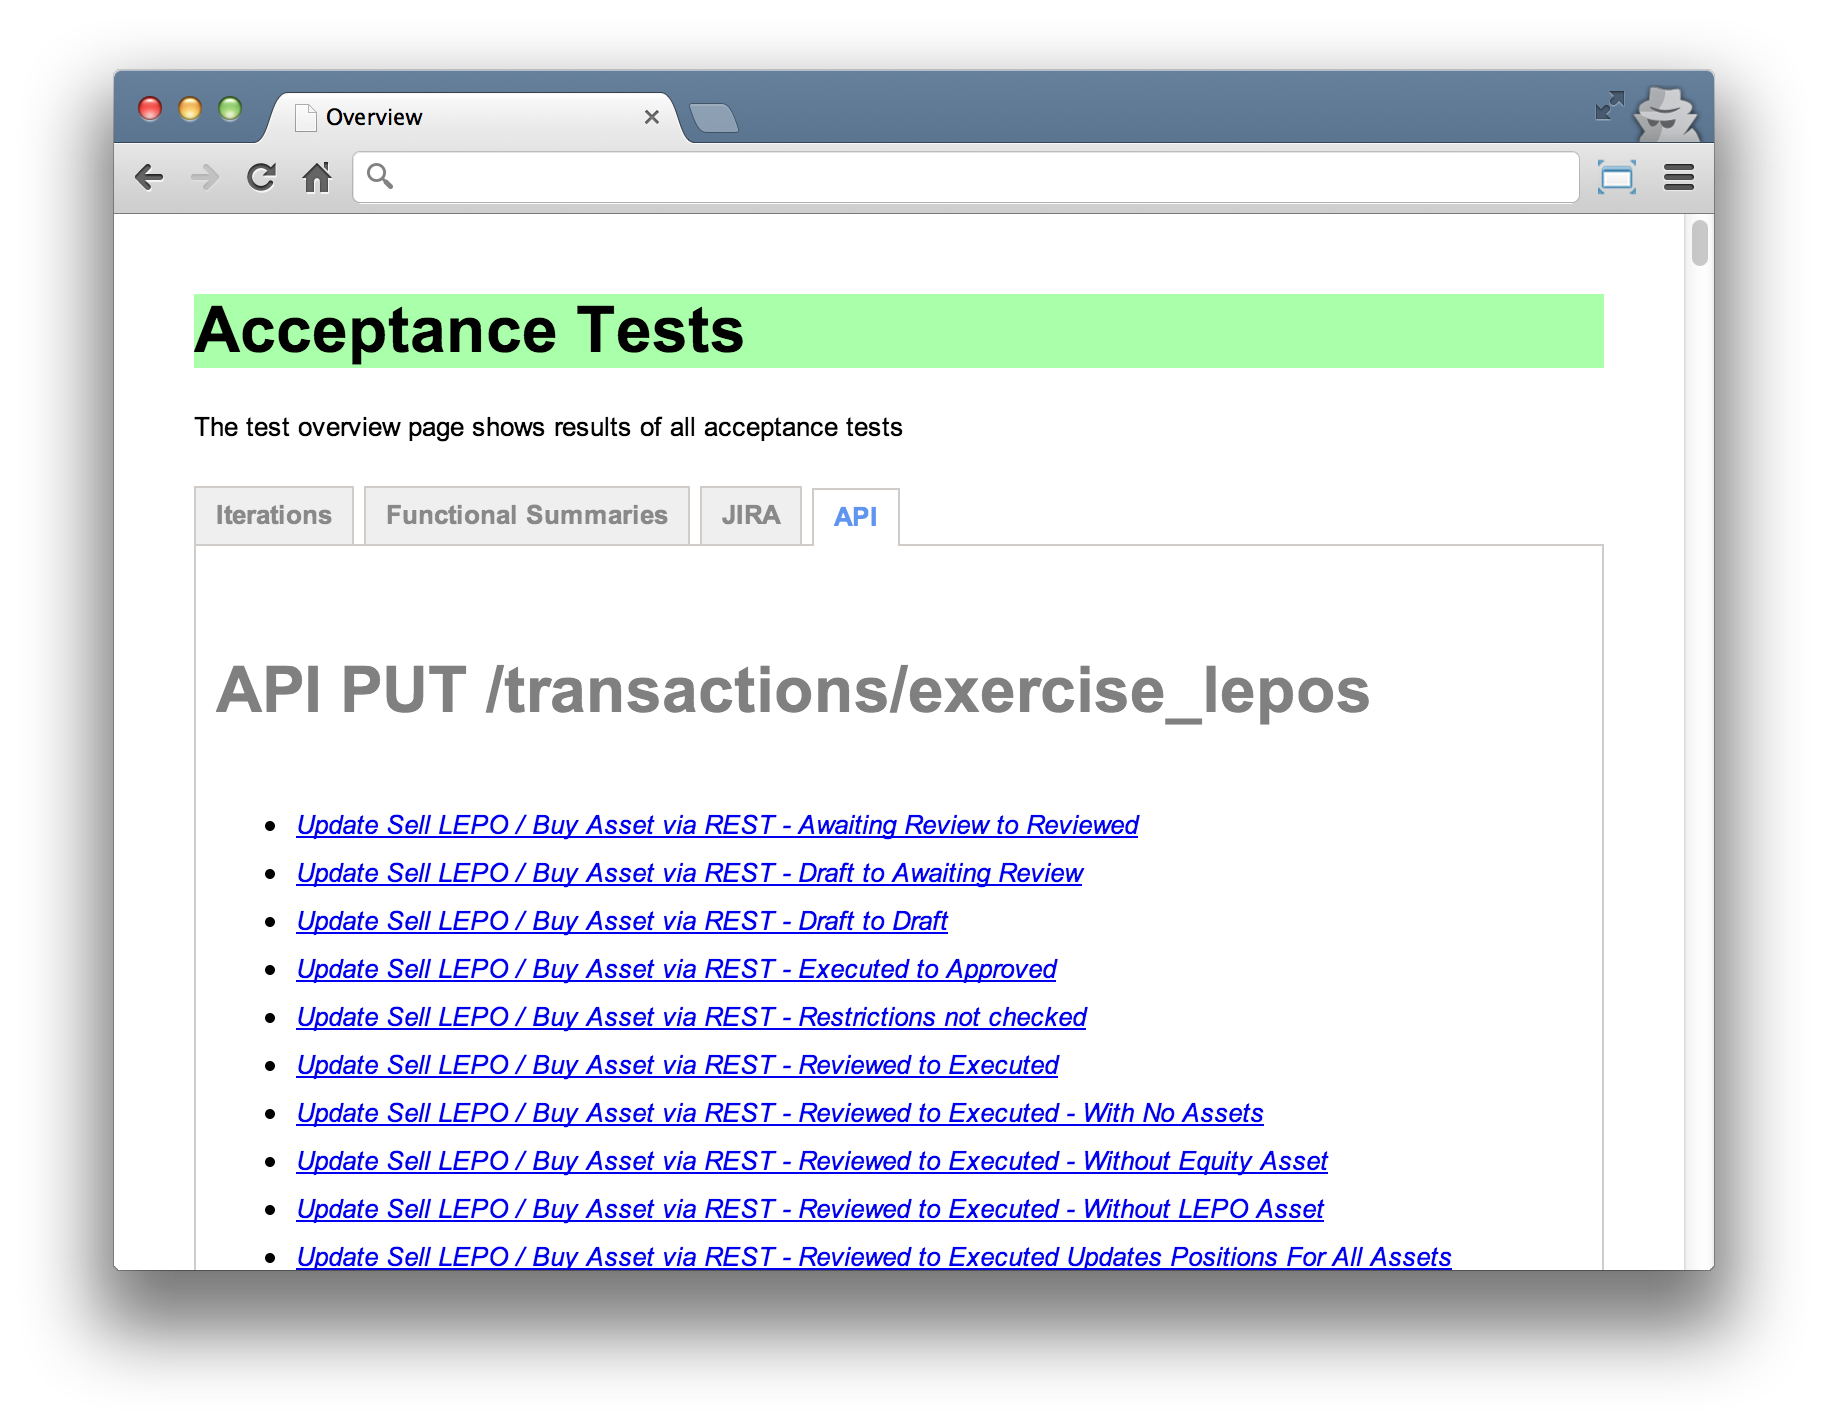 Overview
Acceptance Tests
The test overview page shows results of all acceptance tests
Iterations
Functional Summaries
JIRA
API
API PUT /transactions/exercise_lepos
Update Sell LEPO / Buy Asset via REST - Awaiting Review to Reviewed
Update Sell LEPO / Buy Asset via REST - Draft to Awaiting Review
Update Sell LEPO / Buy Asset via REST - Draft to Draft
Update Sell LEPO / Buy Asset via REST - Executed to Approved
Update Sell LEPO / Buy Asset via REST - Restrictions not checked
Update Sell LEPO / Buy Asset via REST - Reviewed to Executed
Update Sell LEPO / Buy Asset via REST - Reviewed to Executed - With No Assets
Update Sell LEPO / Buy Asset via REST - Reviewed to Executed - Without Equity Asset
Update Sell LEPO / Buy Asset via REST - Reviewed to Executed - Without LEPO Asset
Update Sell LEPO / Buy Asset via REST - Reviewed to Executed Updates Positions For All Assets